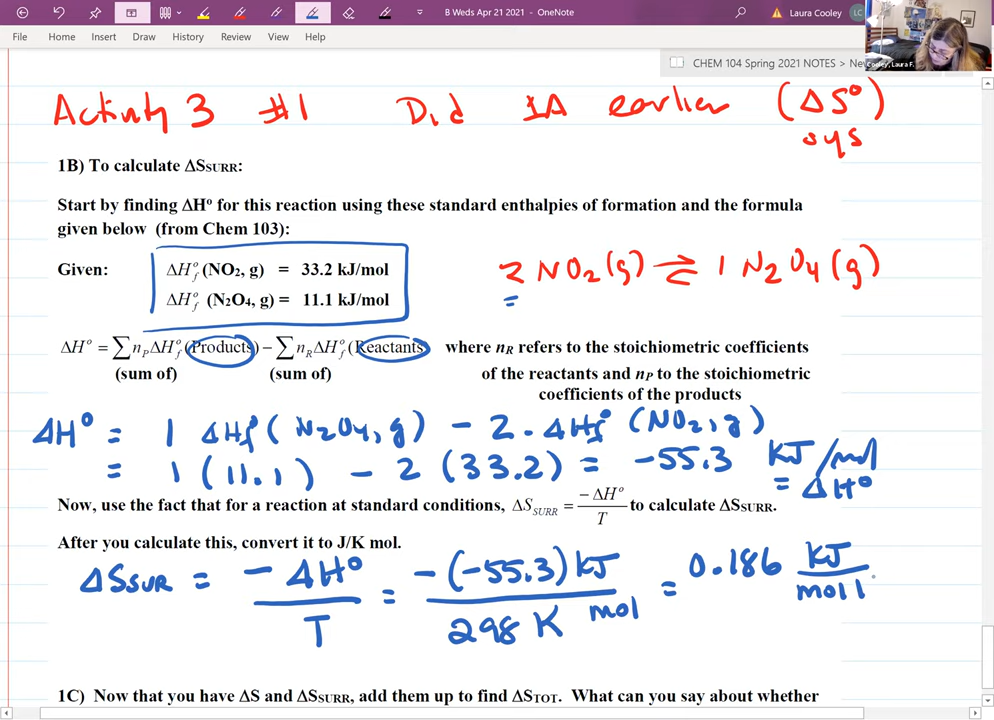 B Weds Apr 21 2021 - OneNote
Laura Cooley
LC
File Home Insert Draw History Review View Help
Cooley, Laura F.
CHEM 104 Spring 2021 NOTES >
Activity 3 #1 Did 1A earlier (ΔS°)
sys
1B) To calculate ΔSSURR:
Start by finding ΔH° for this reaction using these standard enthalpies of formation and the formula
given below (from Chem 103):
Given: ΔH°f (NO2, g) = 33.2 kJ/mol
2 NO2(g) ⇌ 1 N2O4(g)
ΔH°f (N2O4, g) = 11.1 kJ/mol
ΔH° = ∑ nPΔH°f (Products) − ∑ nRΔH°f (Reactants) where nR refers to the stoichiometric coefficients
(sum of) (sum of) of the reactants and nP to the stoichiometric
coefficients of the products
ΔH° = 1 ΔHf°(N2O4, g) - 2 · ΔHf° (NO2, g)
= 1 (11.1) - 2 (33.2) = -55.3 kJ/mol
= ΔH°
Now, use the fact that for a reaction at standard conditions, ΔSSURR = −ΔH°/T to calculate ΔSSURR.
After you calculate this, convert it to J/K mol.
ΔSSUR = -ΔH°/T = -(-55.3) kJ/298 K mol = 0.186 kJ/mol
1C) Now that you have ΔS and ΔSSURR, add them up to find ΔSTOT. What can you say about whether